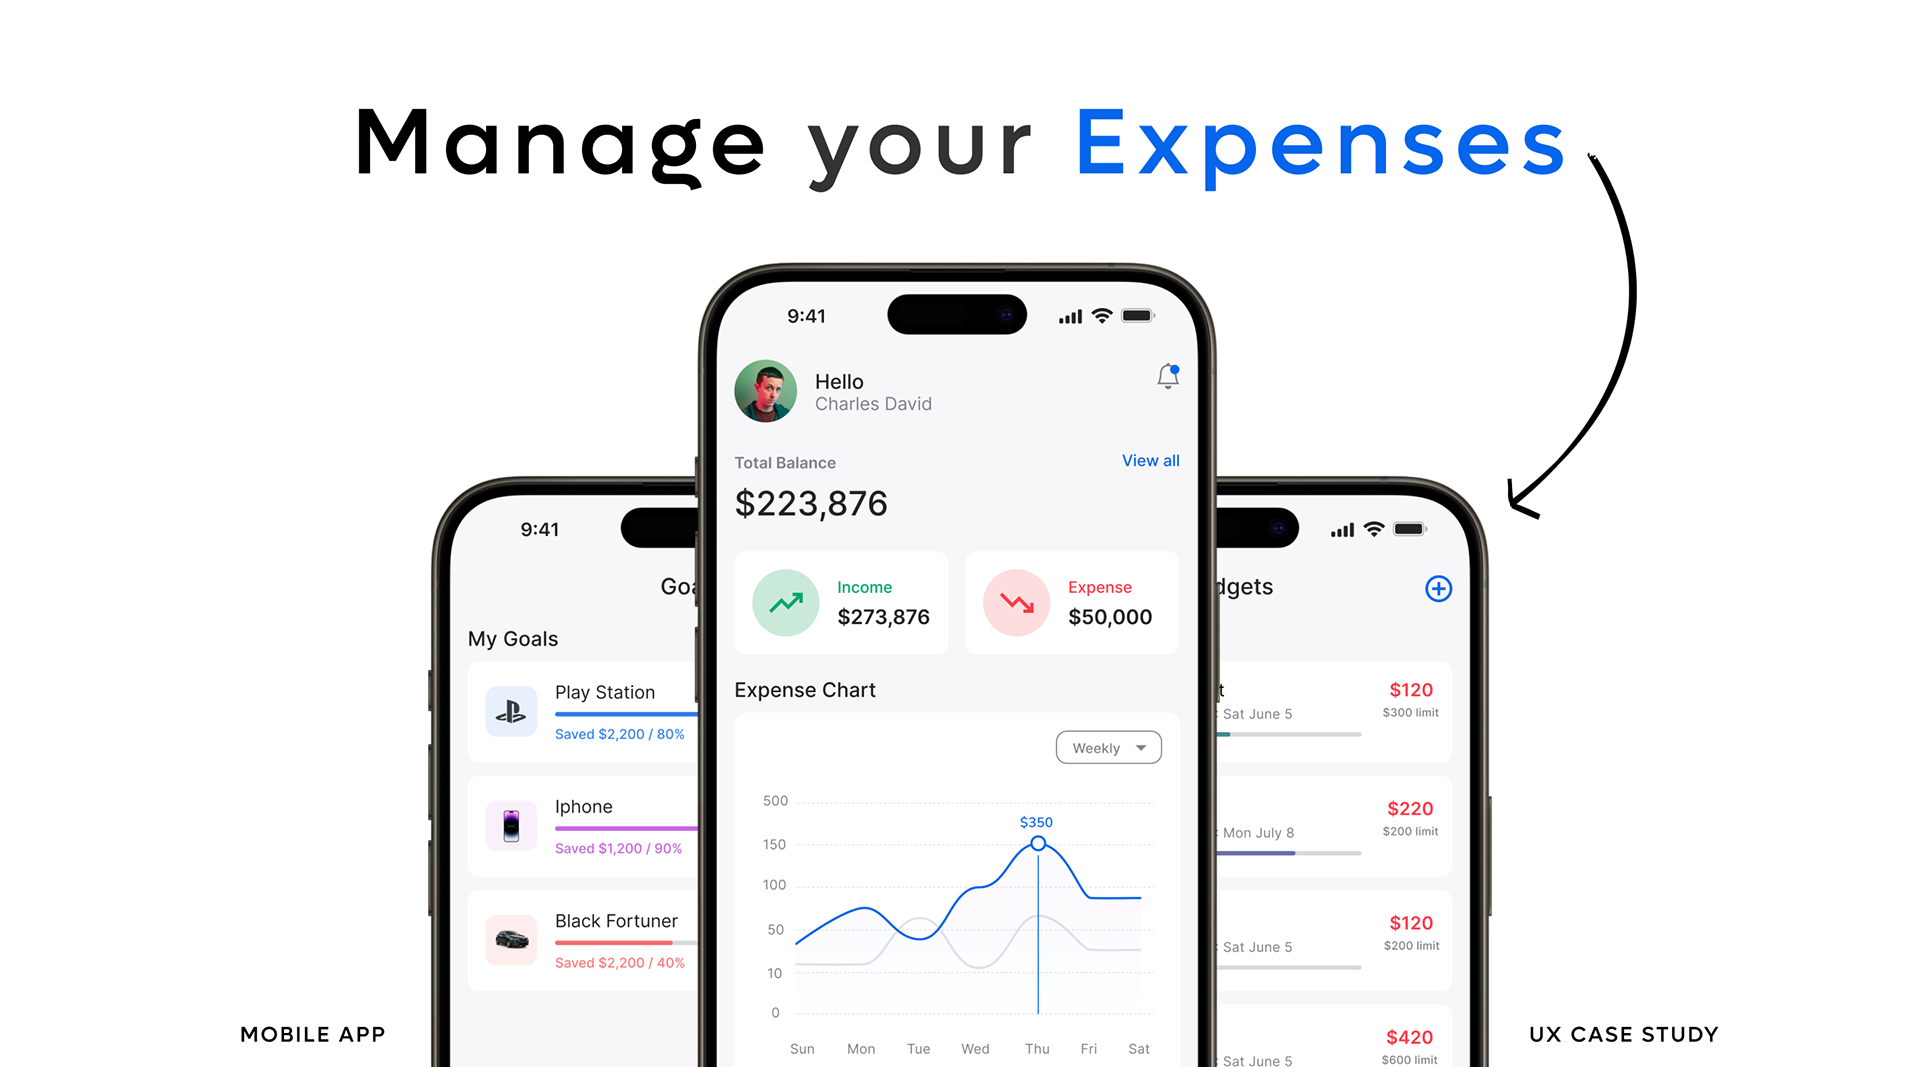 Manage your Expenses
9:41
Hello
Charles David
Total Balance
View all
$223,876
Income
$273,876
Expense
$50,000
Expense Chart
Weekly
500
150
100
50
10
0
$350
Sun Mon Tue Wed Thu Fri Sat
9:41
Goa
My Goals
Play Station
Saved $2,200 / 80%
Iphone
Saved $1,200 / 90%
Black Fortuner
Saved $2,200 / 40%
dgets
t
$120
: Sat June 5
$300 limit
$220
: Mon July 8
$200 limit
$120
: Sat June 5
$200 limit
$420
: Sat June 5
$600 limit
MOBILE APP
UX CASE STUDY